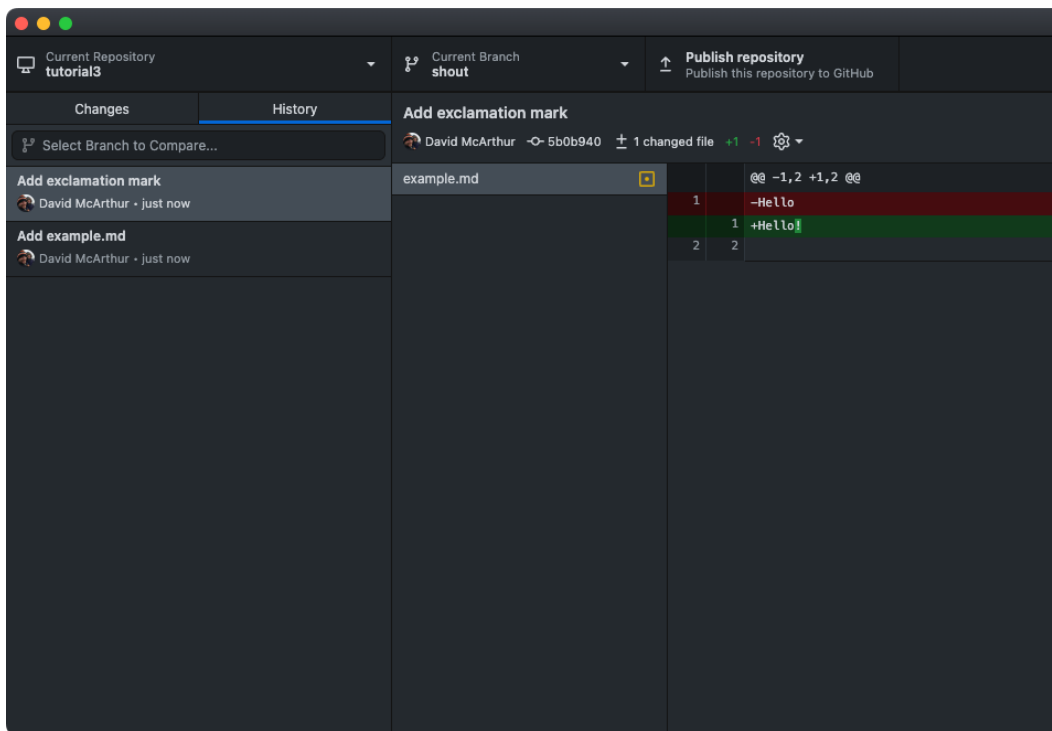 Current Repository
tutorial3
Current Branch
shout
Publish repository
Publish this repository to GitHub
Changes
History
Select Branch to Compare...
Add exclamation mark
David McArthur • just now
Add example.md
David McArthur • just now
Add exclamation mark
David McArthur 5b0b940 1 changed file +1 -1
example.md
@@ -1,2 +1,2 @@
1 -Hello
1 +Hello!
2 2